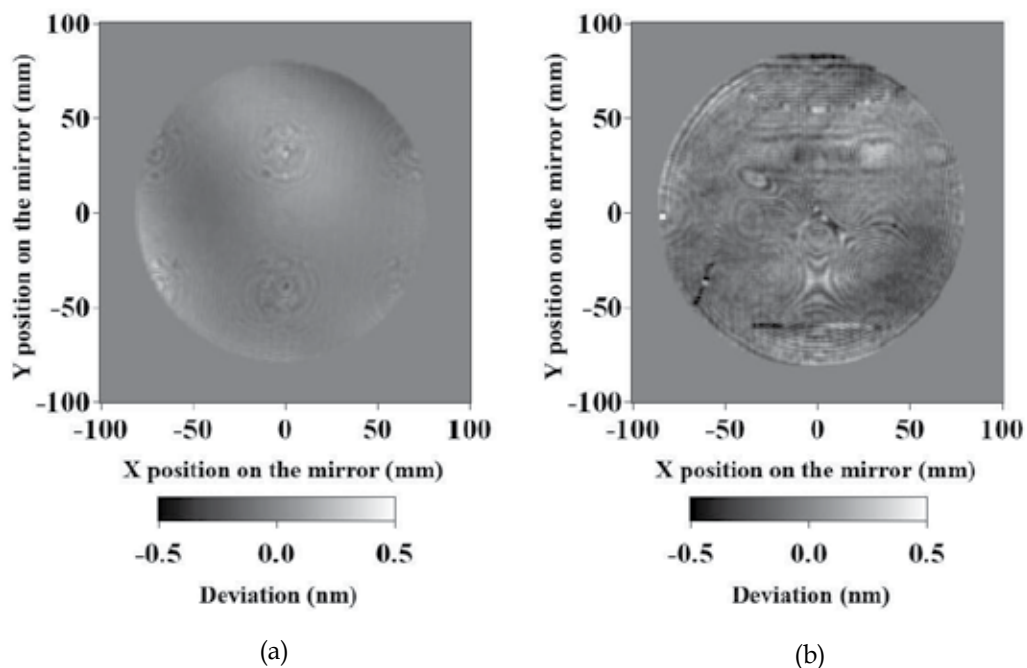 100
50
0
-50
-100
Y position on the mirror (mm)
-100 -50 0 50 100
X position on the mirror (mm)
-0.5 0.0 0.5
Deviation (nm)
(a)
100
50
0
-50
-100
Y position on the mirror (mm)
-100 -50 0 50 100
X position on the mirror (mm)
-0.5 0.0 0.5
Deviation (nm)
(b)